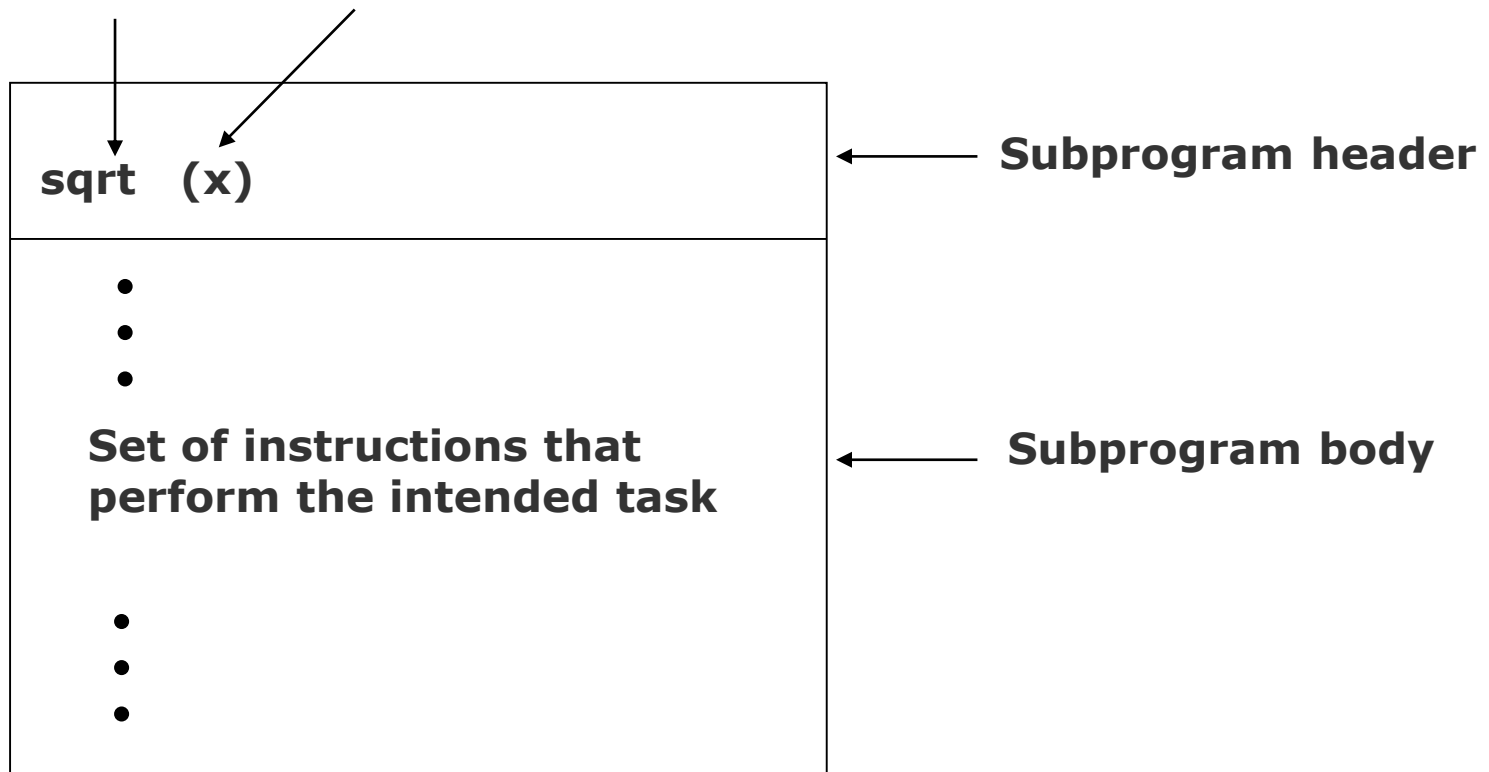 sqrt (x)
Subprogram header
Set of instructions that
perform the intended task
Subprogram body